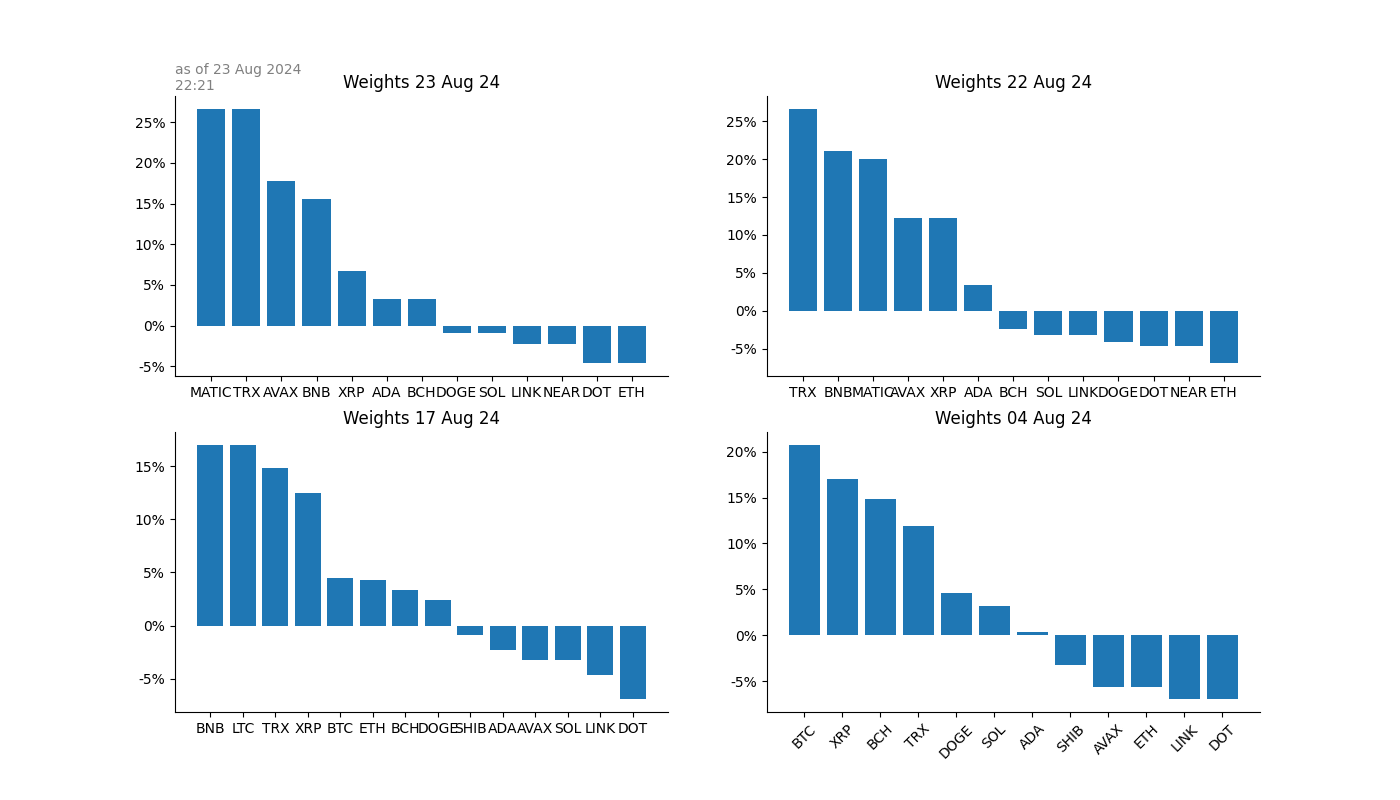 as of 23 Aug 2024
22:21
Weights 23 Aug 24
25%
20%
15%
10%
5%
0%
-5%
MATIC TRX AVAX BNB XRP ADA BCH DOGE SOL LINK NEAR DOT ETH
Weights 22 Aug 24
25%
20%
15%
10%
5%
0%
-5%
TRX BNB MATIC AVAX XRP ADA BCH SOL LINK DOGE DOT NEAR ETH
Weights 17 Aug 24
15%
10%
5%
0%
-5%
BNB LTC TRX XRP BTC ETH BCH DOGE SHIB ADA AVAX SOL LINK DOT
Weights 04 Aug 24
20%
15%
10%
5%
0%
-5%
BTC XRP BCH TRX DOGE SOL ADA SHIB AVAX ETH LINK DOT